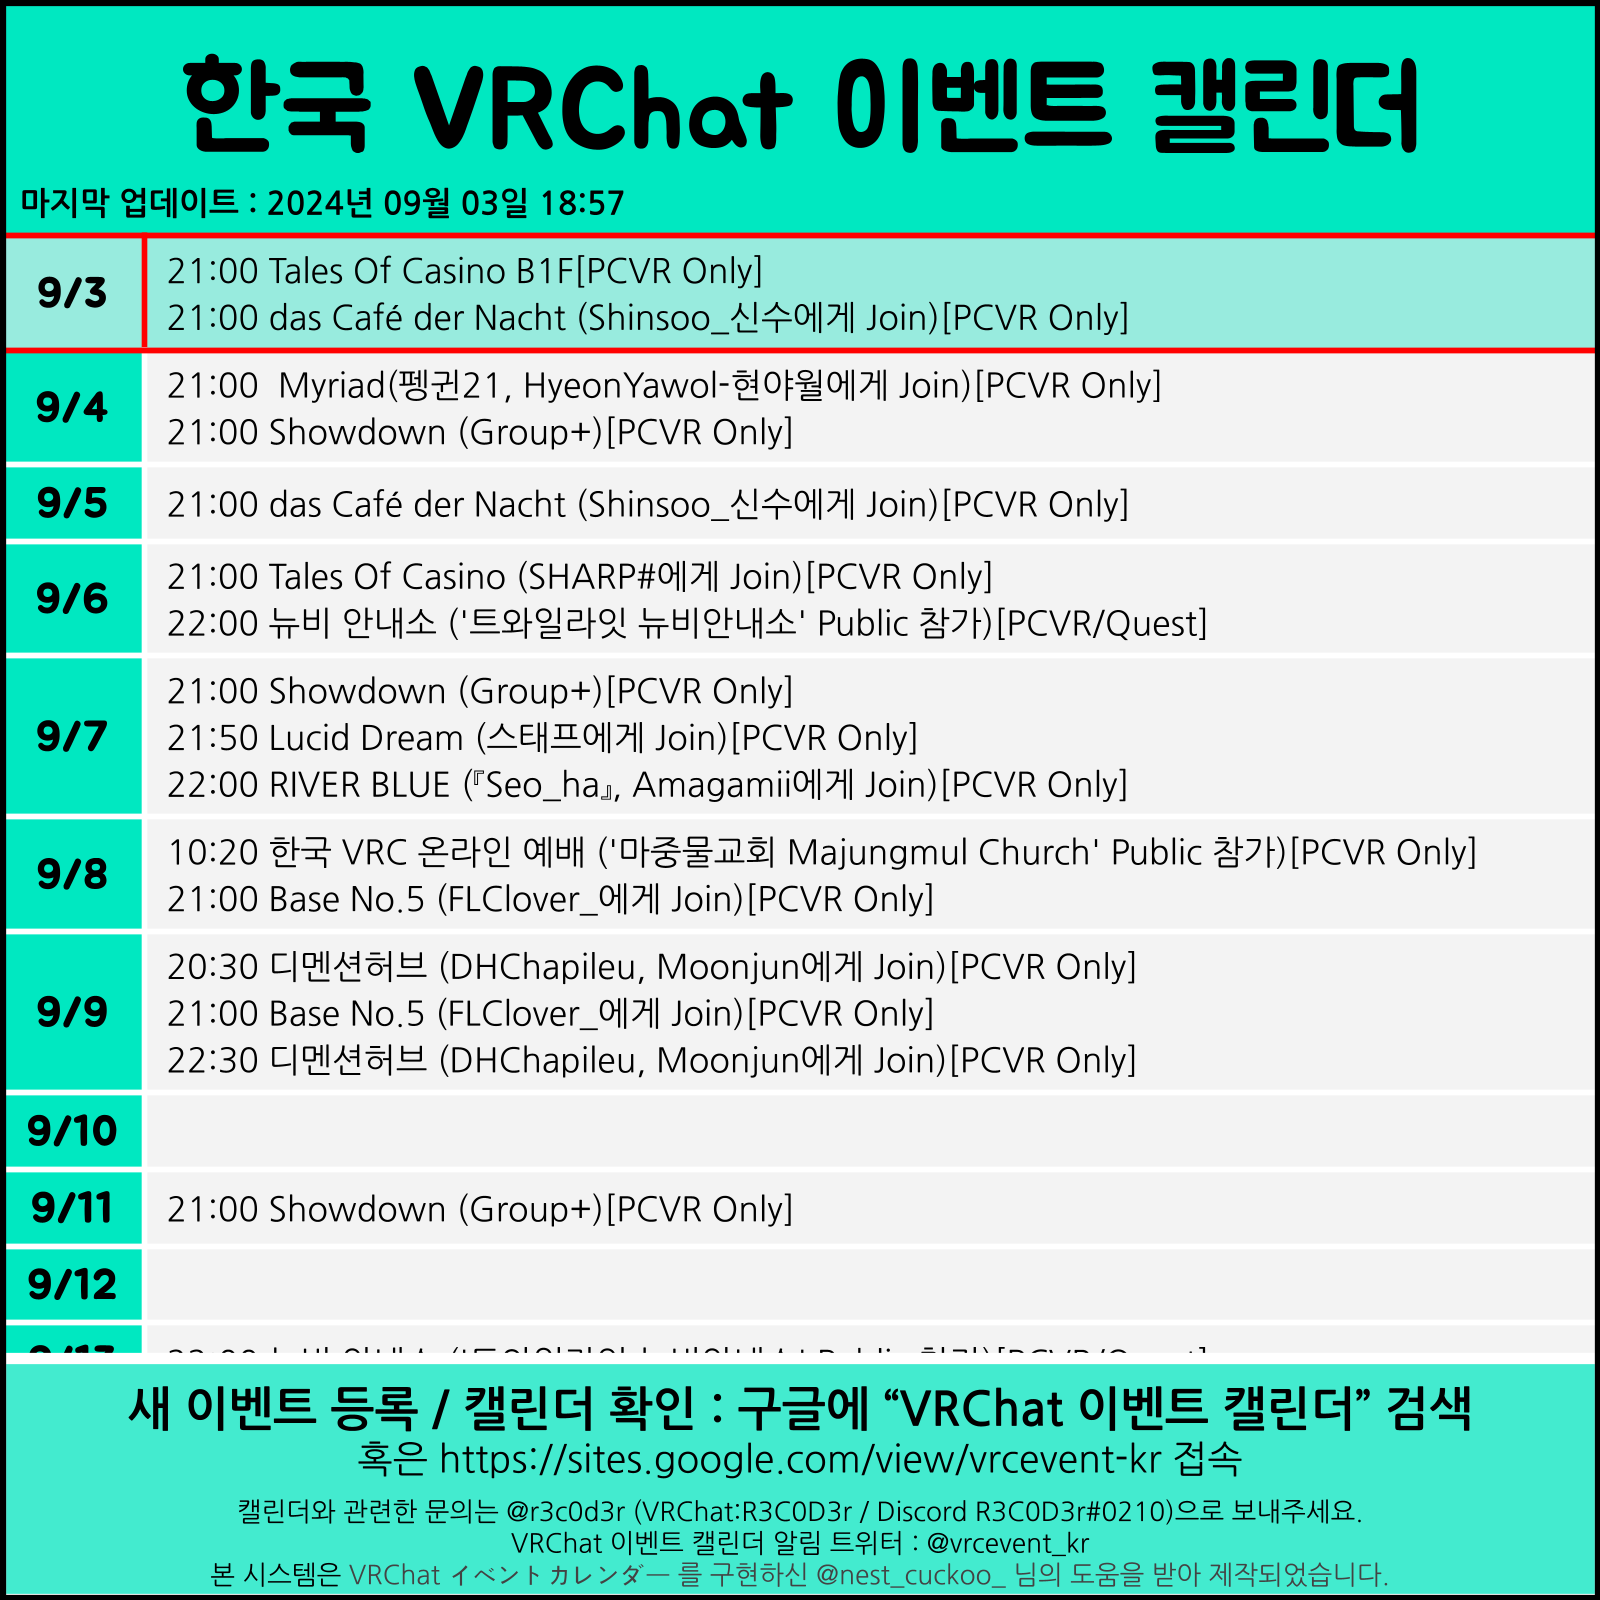 한국 VRChat 이벤트 캘린더
마지막 업데이트 : 2024년 09월 03일 18:57
9/3
21:00 Tales Of Casino B1F[PCVR Only]
21:00 das Café der Nacht (Shinsoo_신수에게 Join)[PCVR Only]
9/4
21:00  Myriad(펭귄21, HyeonYawol-현야월에게 Join)[PCVR Only]
21:00 Showdown (Group+)[PCVR Only]
9/5
21:00 das Café der Nacht (Shinsoo_신수에게 Join)[PCVR Only]
9/6
21:00 Tales Of Casino (SHARP#에게 Join)[PCVR Only]
22:00 뉴비 안내소 ('트와일라잇 뉴비안내소' Public 참가)[PCVR/Quest]
9/7
21:00 Showdown (Group+)[PCVR Only]
21:50 Lucid Dream (스태프에게 Join)[PCVR Only]
22:00 RIVER BLUE (『Seo_ha』, Amagamii에게 Join)[PCVR Only]
9/8
10:20 한국 VRC 온라인 예배 ('마중물교회 Majungmul Church' Public 참가)[PCVR Only]
21:00 Base No.5 (FLClover_에게 Join)[PCVR Only]
9/9
20:30 디멘션허브 (DHChapileu, Moonjun에게 Join)[PCVR Only]
21:00 Base No.5 (FLClover_에게 Join)[PCVR Only]
22:30 디멘션허브 (DHChapileu, Moonjun에게 Join)[PCVR Only]
9/10
9/11
21:00 Showdown (Group+)[PCVR Only]
9/12
새 이벤트 등록 / 캘린더 확인 : 구글에 “VRChat 이벤트 캘린더” 검색
혹은 https://sites.google.com/view/vrcevent-kr 접속
캘린더와 관련한 문의는 @r3c0d3r (VRChat:R3C0D3r / Discord R3C0D3r#0210)으로 보내주세요.
VRChat 이벤트 캘린더 알림 트위터 : @vrcevent_kr
본 시스템은 VRChat イベントカレンダー 를 구현하신 @nest_cuckoo_ 님의 도움을 받아 제작되었습니다.